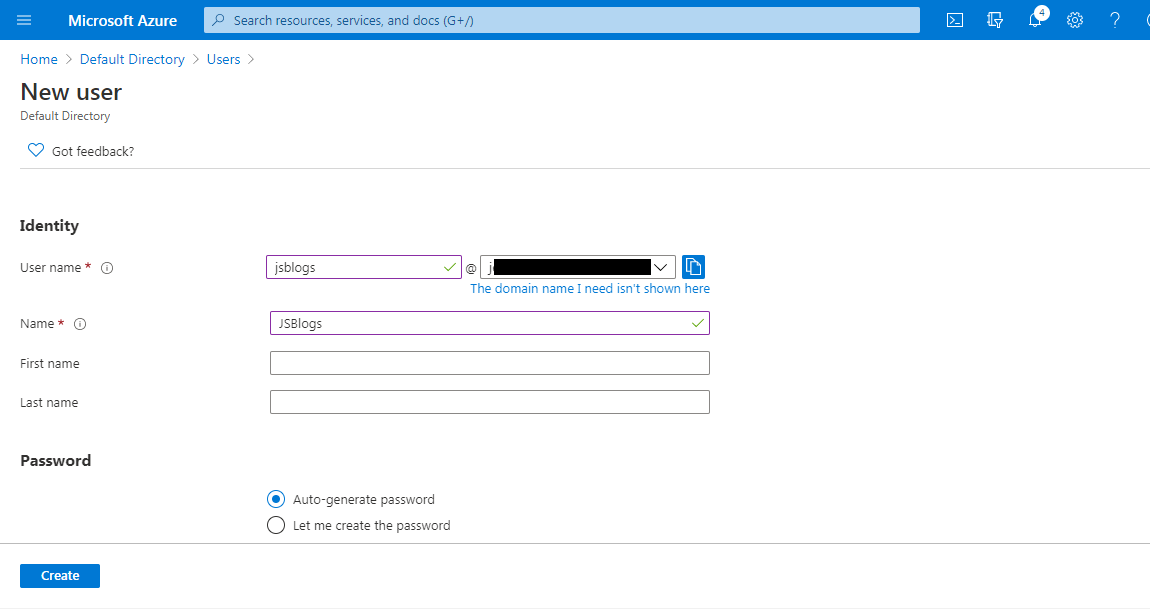 Microsoft Azure
Search resources, services, and docs (G+/)
4
Home > Default Directory > Users >
New user
Default Directory
Got feedback?
Identity
User name *
jsblogs @ j
The domain name I need isn't shown here
Name *
JSBlogs
First name
Last name
Password
Auto-generate password
Let me create the password
Create